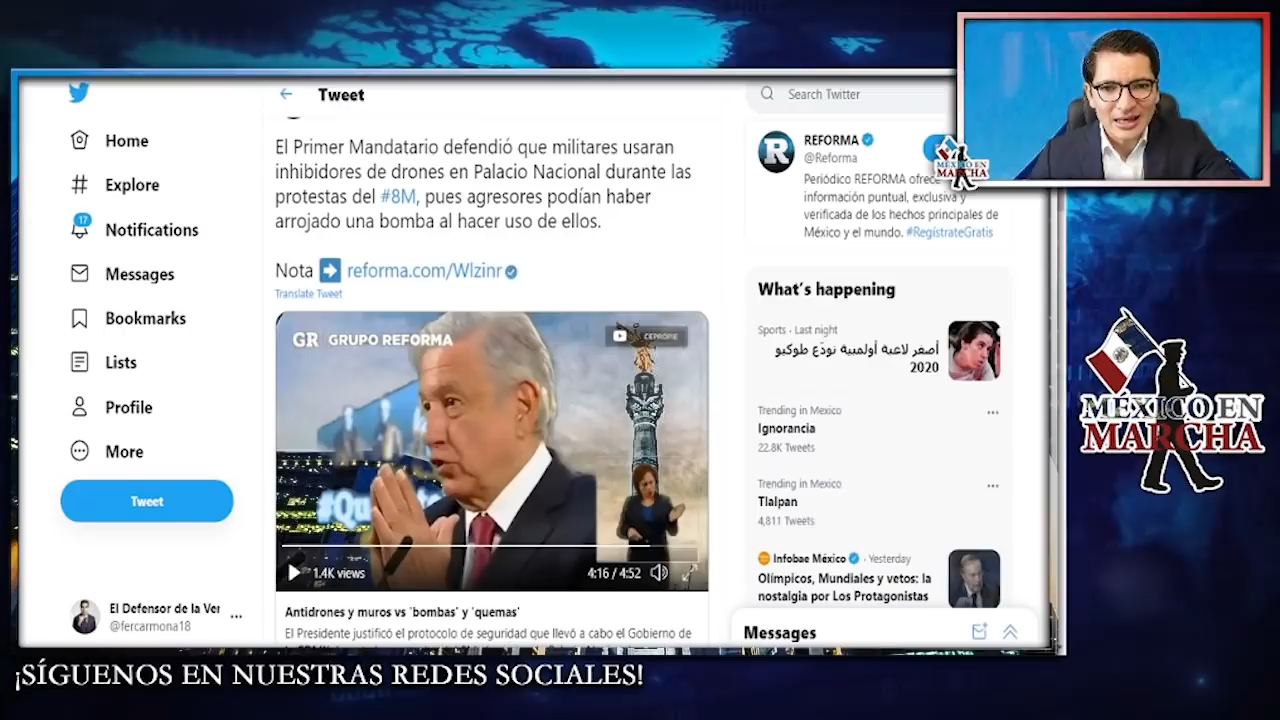 Home
Explore
17
Notifications
Messages
Bookmarks
Lists
Profile
More
Tweet
El Defensor de la Ver
@fercarmona18
Tweet
El Primer Mandatario defendió que militares usaran
inhibidores de drones en Palacio Nacional durante las
protestas del #8M, pues agresores podían haber
arrojado una bomba al hacer uso de ellos.
Nota ➡ reforma.com/Wlzinr
Translate Tweet
GR GRUPO REFORMA
CEPROPIE
#Qu
1.4K views
4:16 / 4:52
Antidrones y muros vs 'bombas' y 'quemas'
El Presidente justificó el protocolo de seguridad que llevó a cabo el Gobierno de
Search Twitter
R
REFORMA
@Reforma
Periódico REFORMA ofrece
información puntual, exclusiva y
verificada de los hechos principales de
México y el mundo. #RegístrateGratis
What's happening
Sports · Last night
أصغر لاعبة أولمبية تودّع طوكيو
2020
Trending in Mexico
Ignorancia
22.8K Tweets
Trending in Mexico
Tlalpan
4,811 Tweets
Infobae México · Yesterday
Olímpicos, Mundiales y vetos: la
nostalgia por Los Protagonistas
Messages
MÉXICO EN
MARCHA
MÉXICO EN
MARCHA
¡SÍGUENOS EN NUESTRAS REDES SOCIALES!